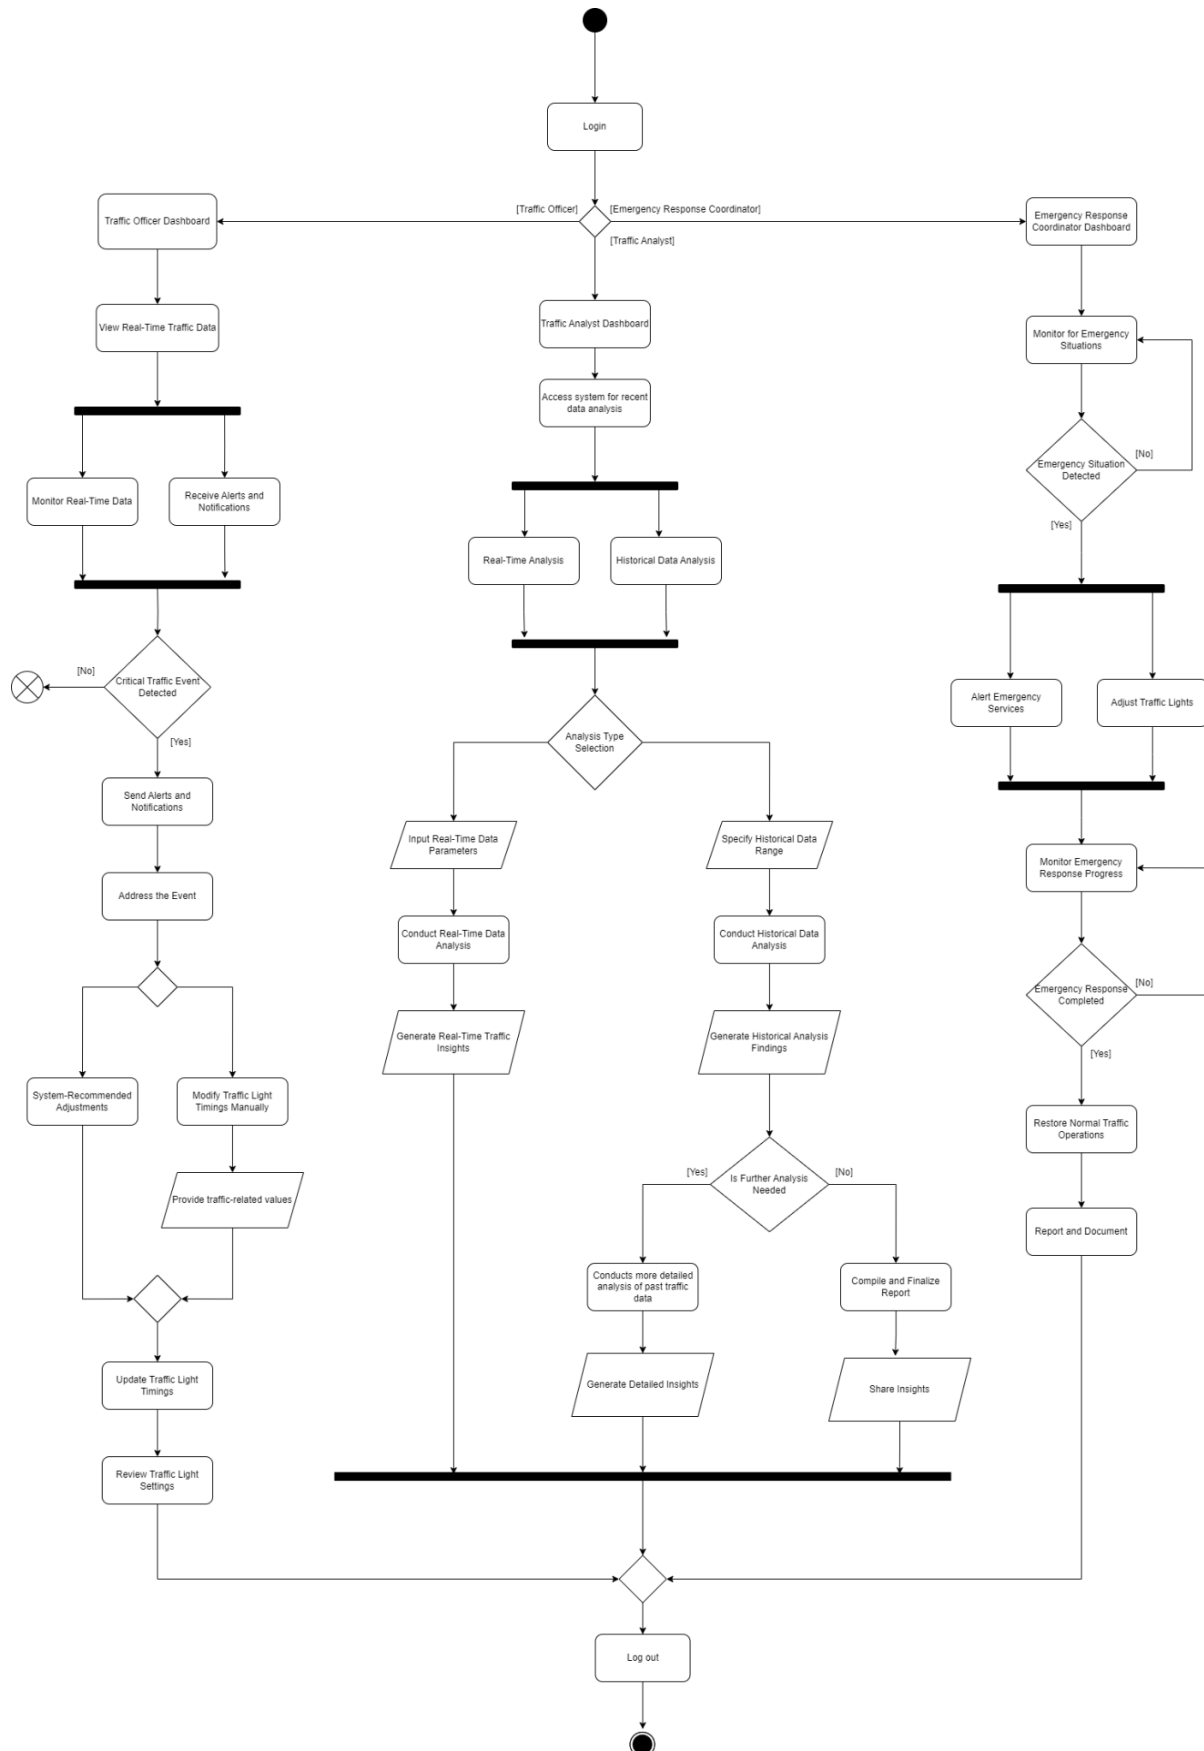 Login
[Traffic Officer]
[Emergency Response Coordinator]
[Traffic Analyst]
Traffic Officer Dashboard
View Real-Time Traffic Data
Monitor Real-Time Data
Receive Alerts and
Notifications
Critical Traffic Event
Detected
[No]
[Yes]
Send Alerts and
Notifications
Address the Event
System-Recommended
Adjustments
Modify Traffic Light
Timings Manually
Provide traffic-related values
Update Traffic Light
Timings
Review Traffic Light
Settings
Traffic Analyst Dashboard
Access system for recent
data analysis
Real-Time Analysis
Historical Data Analysis
Analysis Type
Selection
Input Real-Time Data
Parameters
Conduct Real-Time Data
Analysis
Generate Real-Time Traffic
Insights
Specify Historical Data
Range
Conduct Historical Data
Analysis
Generate Historical Analysis
Findings
Is Further Analysis
Needed
[Yes]
[No]
Conducts more detailed
analysis of past traffic
data
Generate Detailed Insights
Compile and Finalize
Report
Share Insights
Emergency Response
Coordinator Dashboard
Monitor for Emergency
Situations
Emergency Situation
Detected
[No]
[Yes]
Alert Emergency
Services
Adjust Traffic Lights
Monitor Emergency
Response Progress
Emergency Response
Completed
[No]
[Yes]
Restore Normal Traffic
Operations
Report and Document
Log out